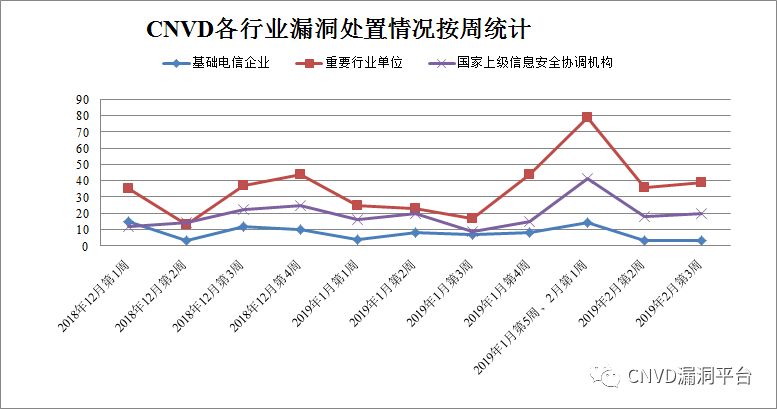 CNVD各行业漏洞处置情况按周统计
基础电信企业 重要行业单位 国家上级信息安全协调机构
90
80
70
60
50
40
30
20
10
0
2018年12月第1周
2018年12月第2周
2018年12月第3周
2018年12月第4周
2019年1月第1周
2019年1月第2周
2019年1月第3周
2019年1月第4周
2019年1月第5周、2月第1周
2019年2月第2周
2019年2月第3周
CNVD漏洞平台